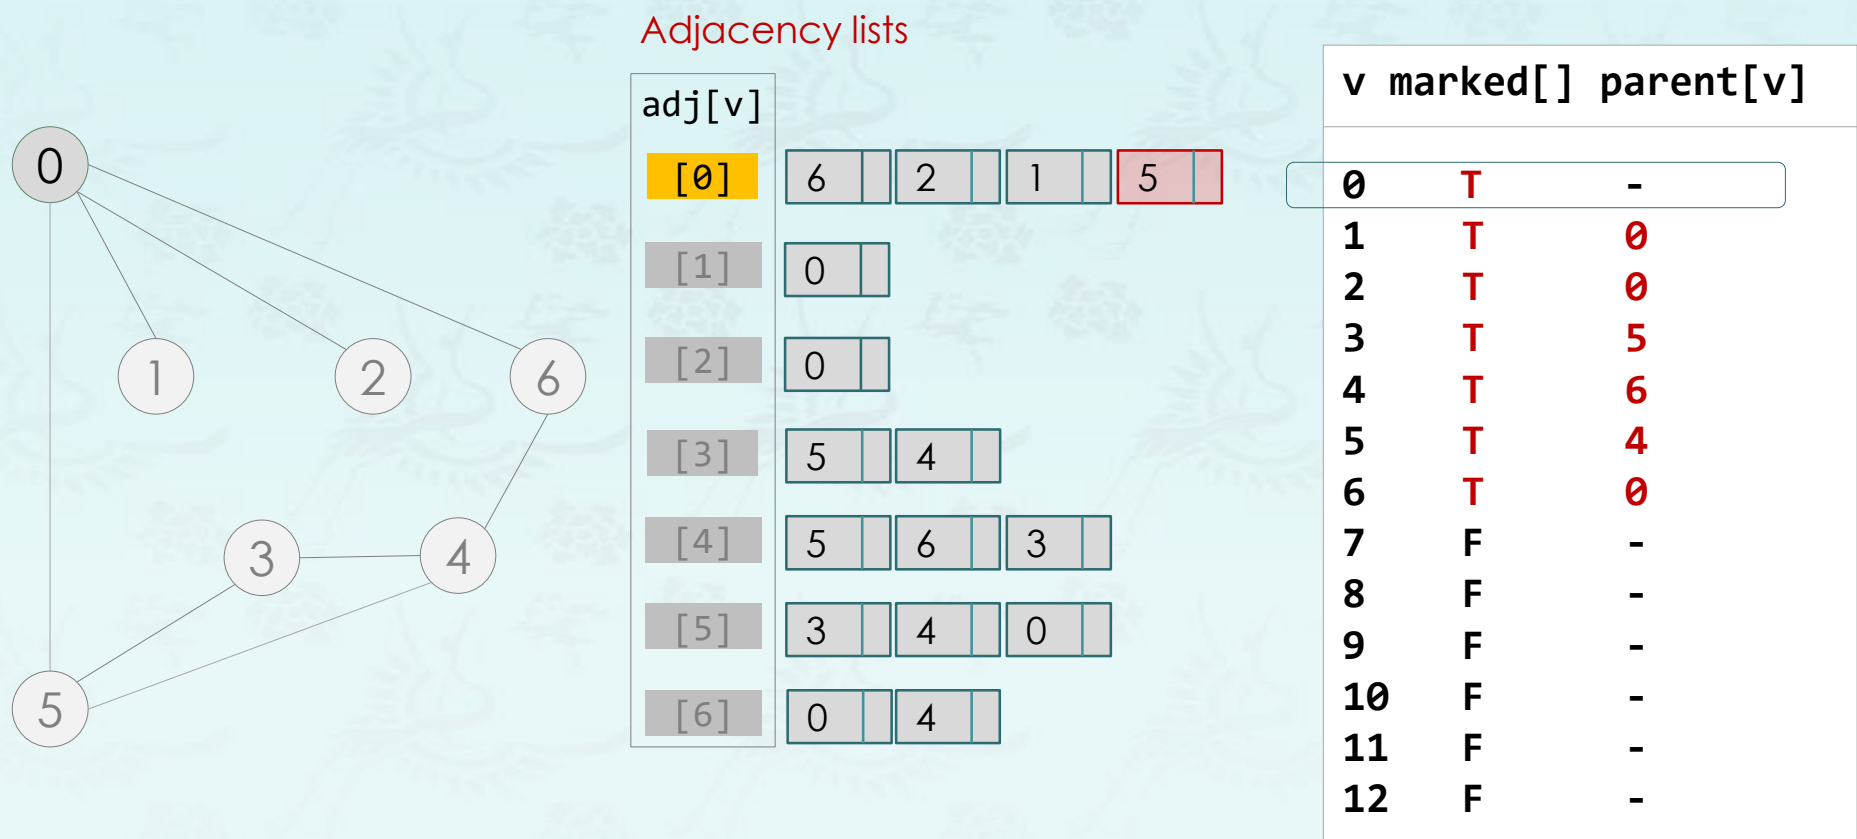 Adjacency lists
adj[v]
[0] 6 2 1 5
[1] 0
[2] 0
[3] 5 4
[4] 5 6 3
[5] 3 4 0
[6] 0 4
0
1 2 6
3 4
5
v marked[] parent[v]
0 T -
1 T 0
2 T 0
3 T 5
4 T 6
5 T 4
6 T 0
7 F -
8 F -
9 F -
10 F -
11 F -
12 F -